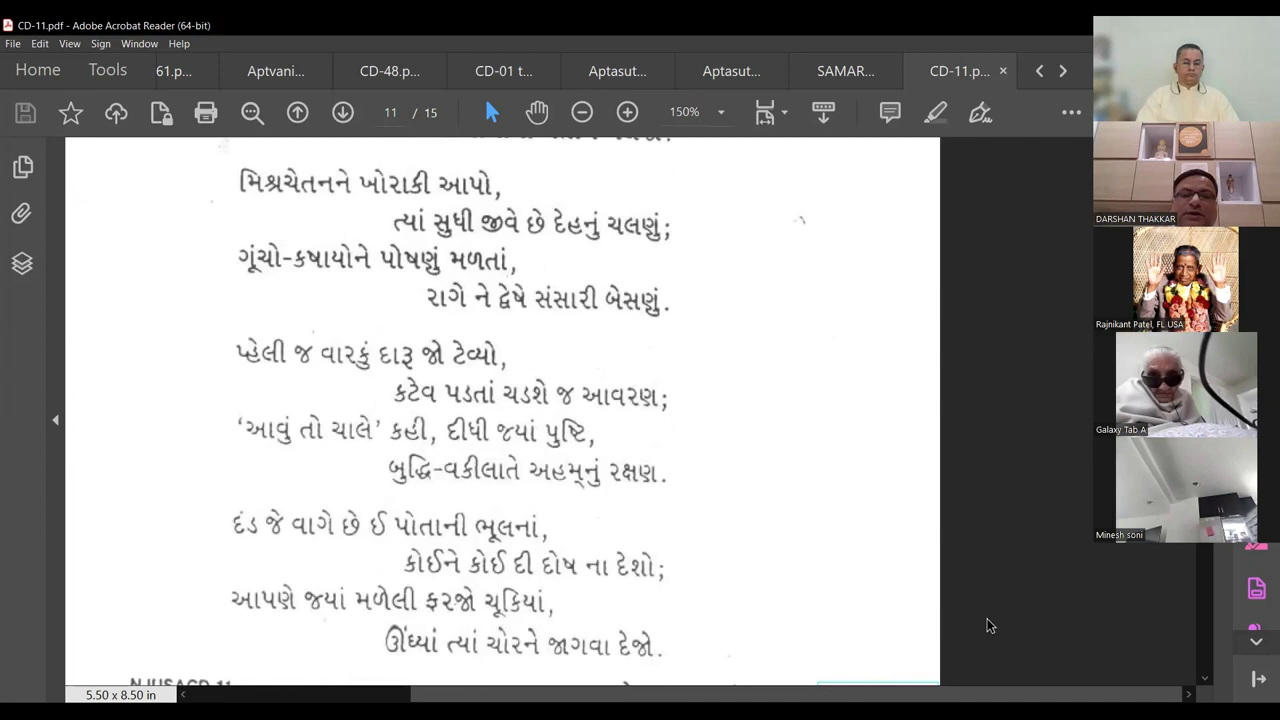 CD-11.pdf - Adobe Acrobat Reader (64-bit)
File Edit View Sign Window Help
Home Tools 61.p... Aptvani... CD-48.p... CD-01 t... Aptasut... Aptasut... SAMAR... CD-11.p... ×
11 / 15 150%
મિશ્રચેતનને ખોરાકી આપો,
ત્યાં સુધી જીવે છે દેહનું ચલણું;
ગૂંચો-કષાયોને પોષણું મળતાં,
રાગે ને દ્વેષે સંસારી બેસણું.
પ્હેલી જ વારકું દારૂ જો ટેવ્યો,
કટેવ પડતાં ચડશે જ આવરણ;
‘આવું તો ચાલે’ કહી, દીધી જ્યાં પુષ્ટિ,
બુદ્ધિ-વકીલાતે અહમ્‌નું રક્ષણ.
દંડ જે વાગે છે ઈ પોતાની ભૂલનાં,
કોઈને કોઈ દી દોષ ના દેશો;
આપણે જ્યાં મળેલી ફરજો ચૂકિયાં,
ઊંઘ્યાં ત્યાં ચોરને જાગવા દેજો.
5.50 x 8.50 in
DARSHAN THAKKAR
Rajnikant Patel, FL USA
Galaxy Tab A
Minesh soni